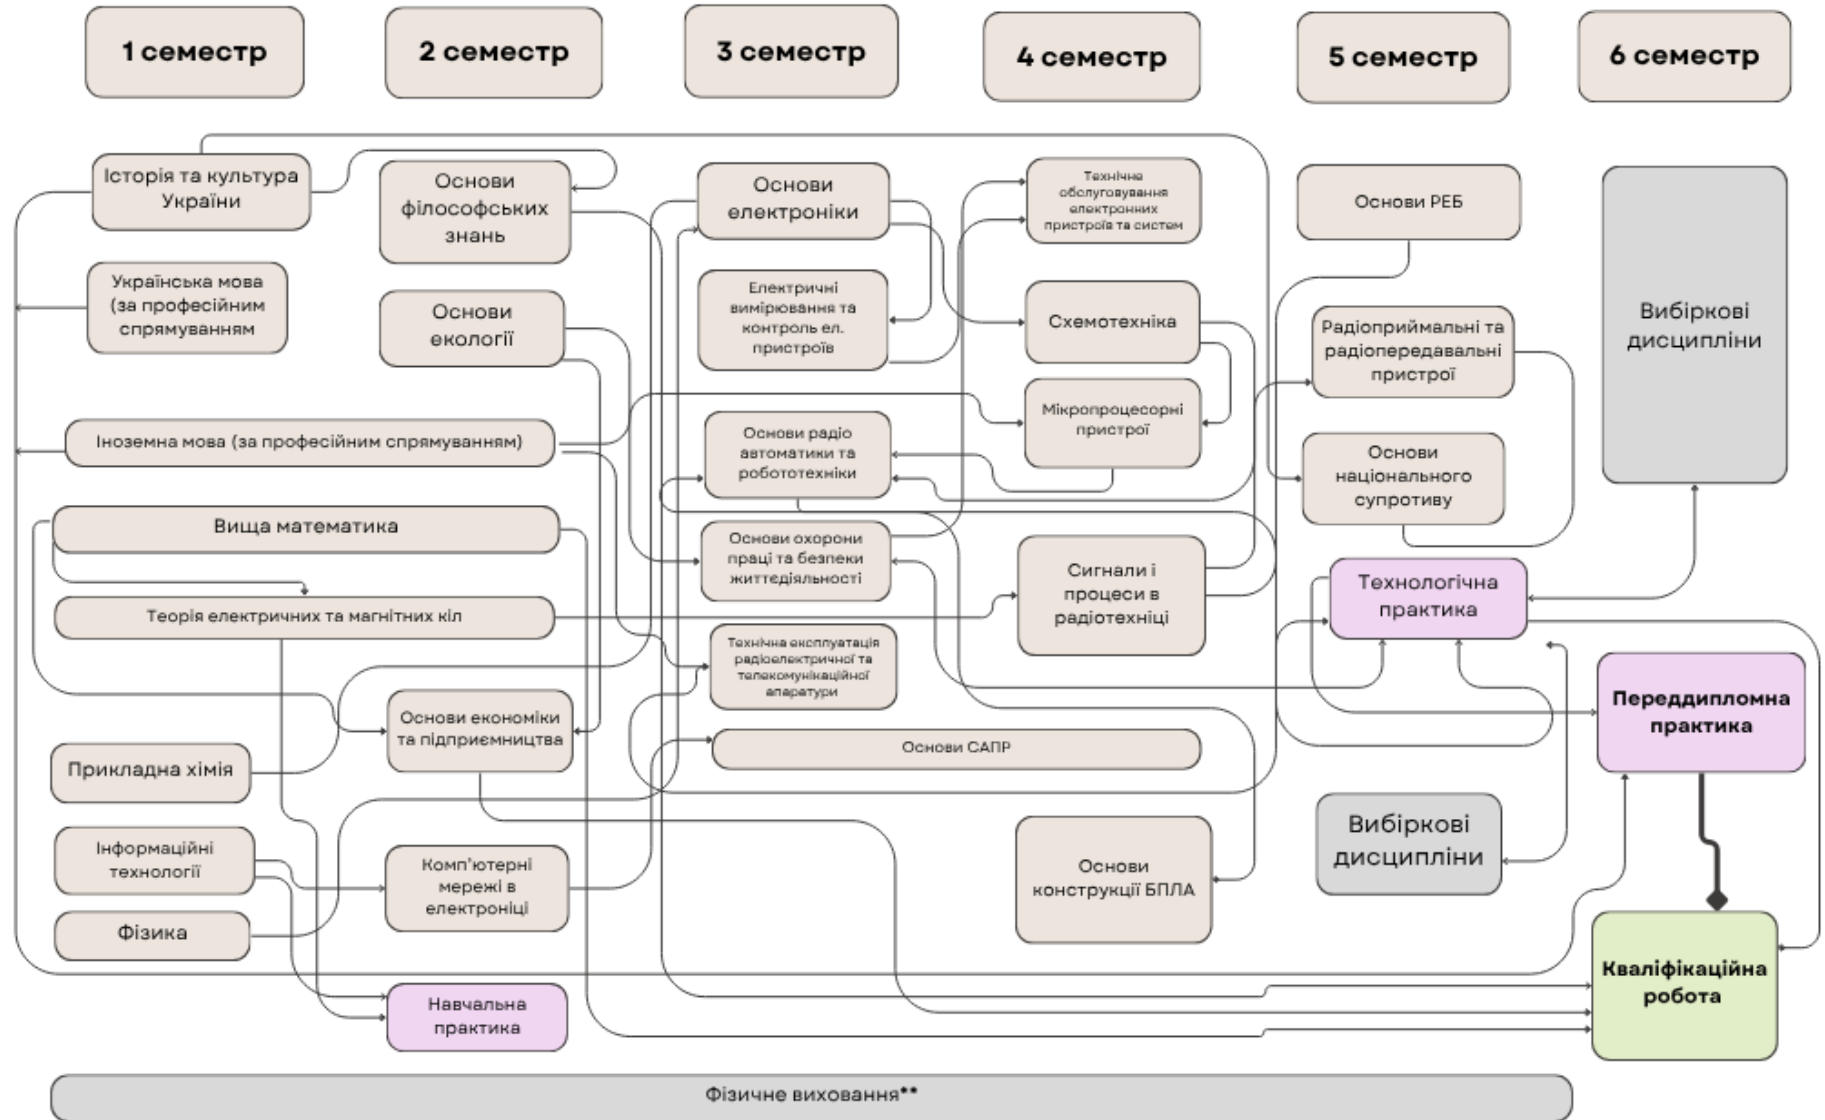 1 семестр
2 семестр
3 семестр
4 семестр
5 семестр
6 семестр
Історія та культура
України
Українська мова
(за професійним
спрямуванням
Іноземна мова (за професійним спрямуванням)
Вища математика
Теорія електричних та магнітних кіл
Прикладна хімія
Інформаційні
технології
Фізика
Основи
філософських
знань
Основи
екології
Основи економіки
та підприємництва
Комп'ютерні
мережі в
електроніці
Навчальна
практика
Основи
електроніки
Електричні
вимірювання та
контроль ел.
пристроїв
Основи радіо
автоматики та
робототехніки
Основи охорони
праці та безпеки
життєдіяльності
Технічна експлуатація
радіоелектричної та
телекомунікаційної
апаратури
Основи САПР
Технічне
обслуговування
електронних
пристроїв та систем
Схемотехніка
Мікропроцесорні
пристрої
Сигнали і
процеси в
радіотехніці
Основи
конструкції БПЛА
Основи РЕБ
Радіоприймальні та
радіопередавальні
пристрої
Основи
національного
супротиву
Технологічна
практика
Вибіркові
дисципліни
Вибіркові
дисципліни
Переддипломна
практика
Кваліфікаційна
робота
Фізичне виховання**